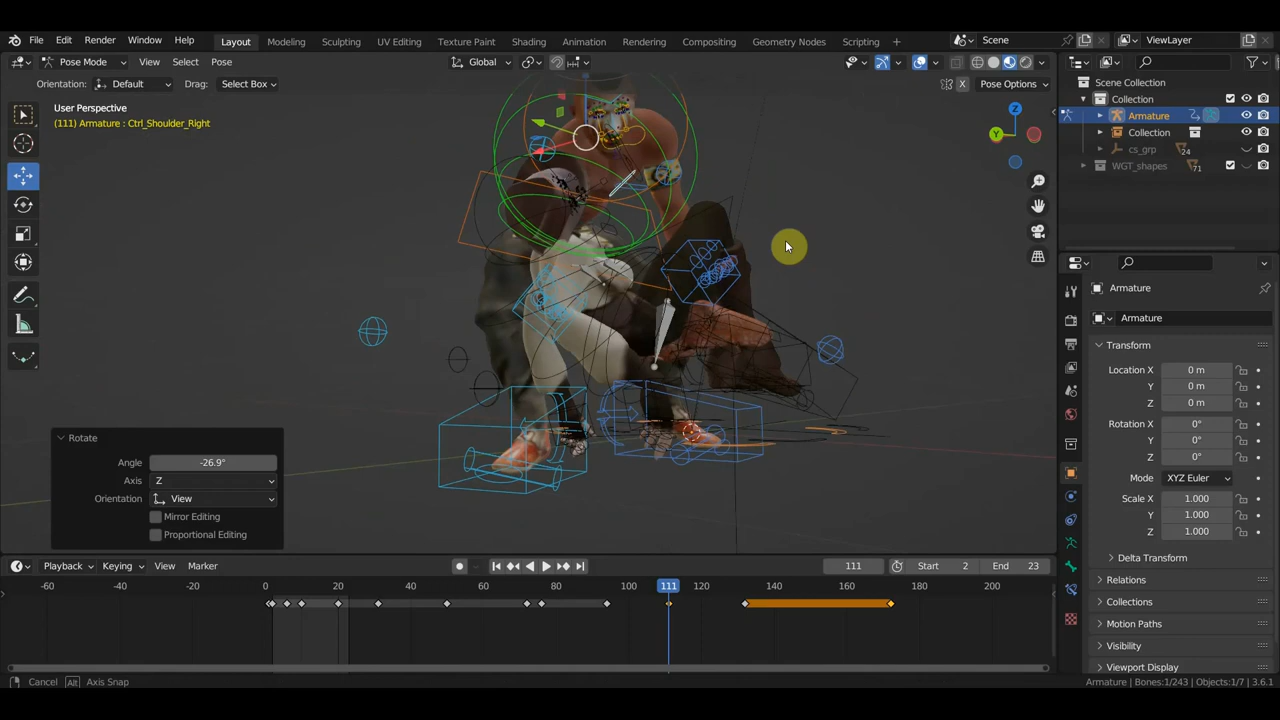 File Edit Render Window Help Layout Modeling Sculpting UV Editing Texture Paint Shading Animation Rendering Compositing Geometry Nodes Scripting + Scene ViewLayer
Pose Mode View Select Pose Global
Orientation: Default Drag: Select Box X Pose Options
User Perspective
(111) Armature : Ctrl_Shoulder_Right
Z
Y
Scene Collection
Collection
Armature
Collection
cs_grp 24
WGT_shapes 71
Armature
Armature
Transform
Location X 0 m
Y 0 m
Z 0 m
Rotation X 0°
Y 0°
Z 0°
Mode XYZ Euler
Scale X 1.000
Y 1.000
Z 1.000
Delta Transform
Relations
Collections
Motion Paths
Visibility
Viewport Display
Rotate
Angle -26.9°
Axis Z
Orientation View
Mirror Editing
Proportional Editing
Playback Keying View Marker 111 Start 2 End 23
-60 -40 -20 0 20 40 60 80 100 111 120 140 160 180 200
Cancel Alt Axis Snap Armature | Bones:1/243 | Objects:1/7 | 3.6.1